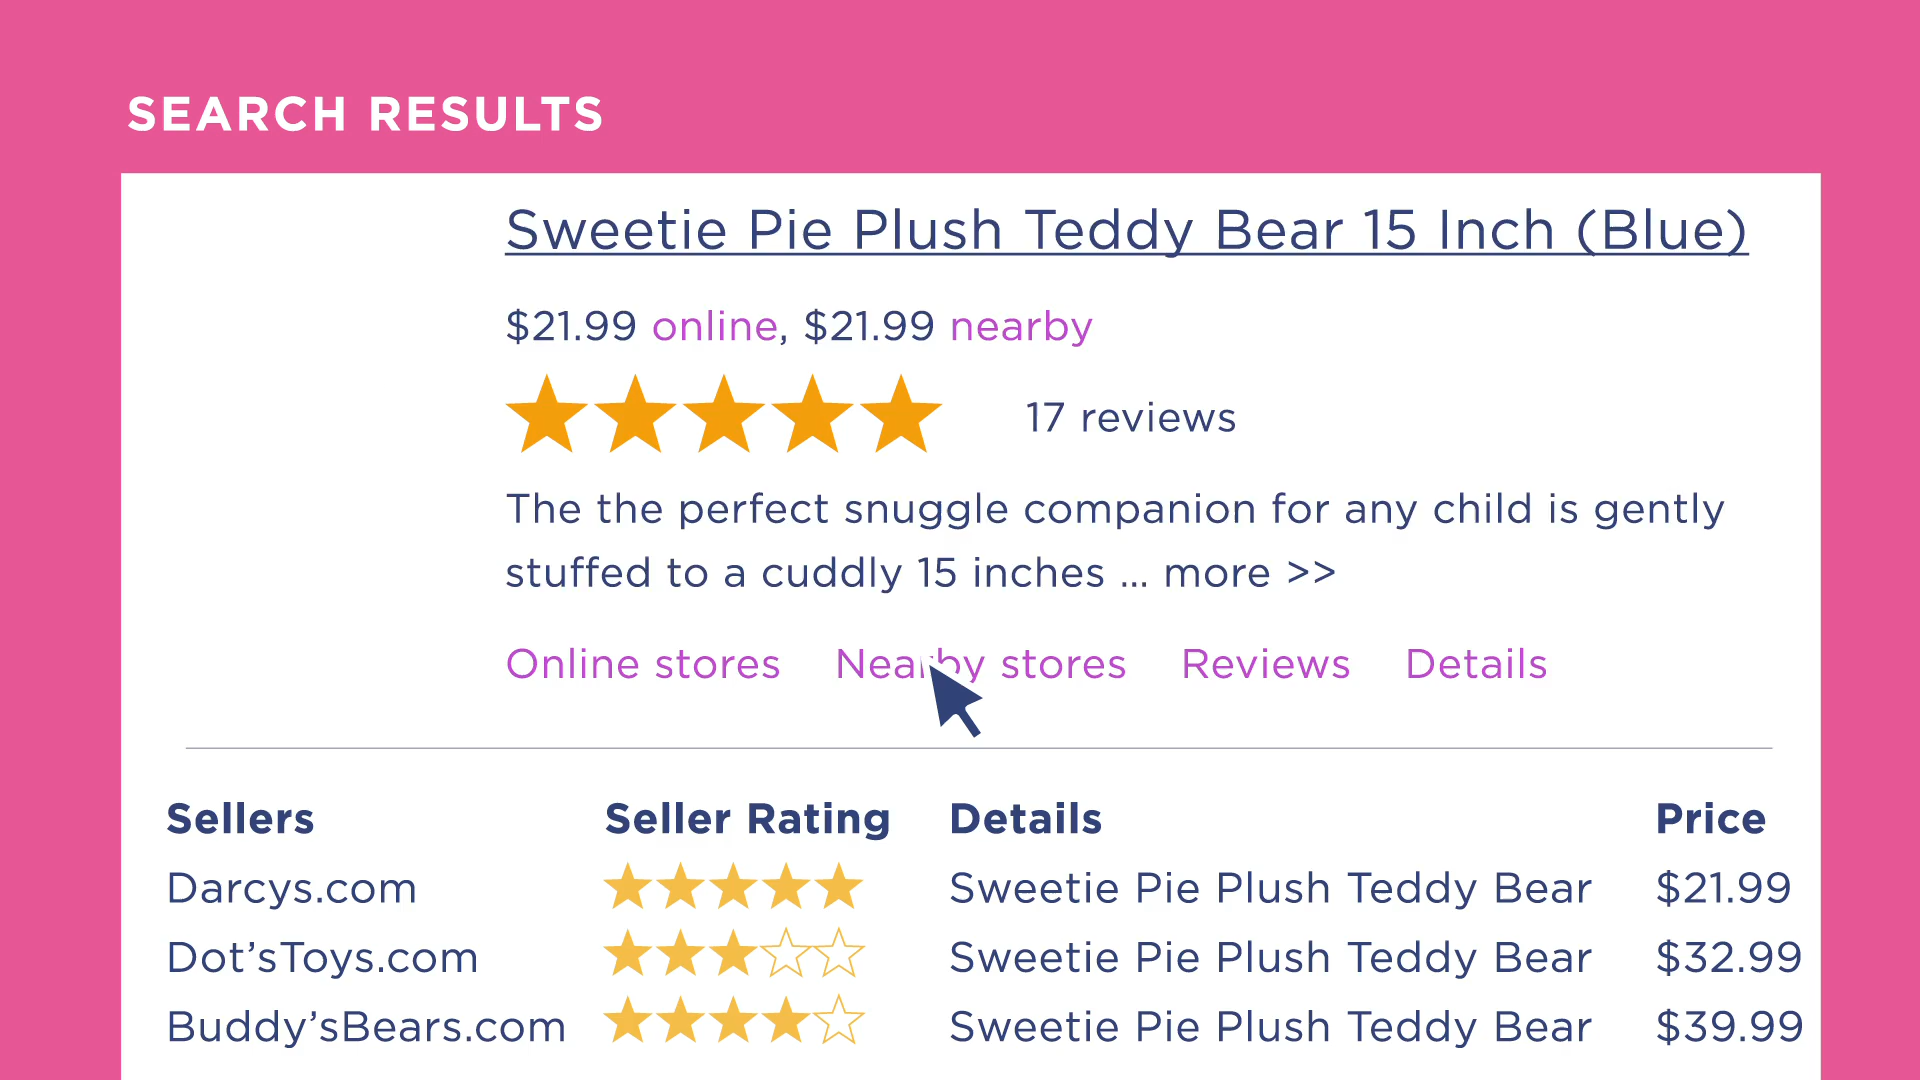 SEARCH RESULTS
Sweetie Pie Plush Teddy Bear 15 Inch (Blue)
$21.99 online, $21.99 nearby
17 reviews
The the perfect snuggle companion for any child is gently
stuffed to a cuddly 15 inches ... more >>
Online stores Nearby stores Reviews Details
Sellers Seller Rating Details Price
Darcys.com Sweetie Pie Plush Teddy Bear $21.99
Dot’sToys.com Sweetie Pie Plush Teddy Bear $32.99
Buddy’sBears.com Sweetie Pie Plush Teddy Bear $39.99